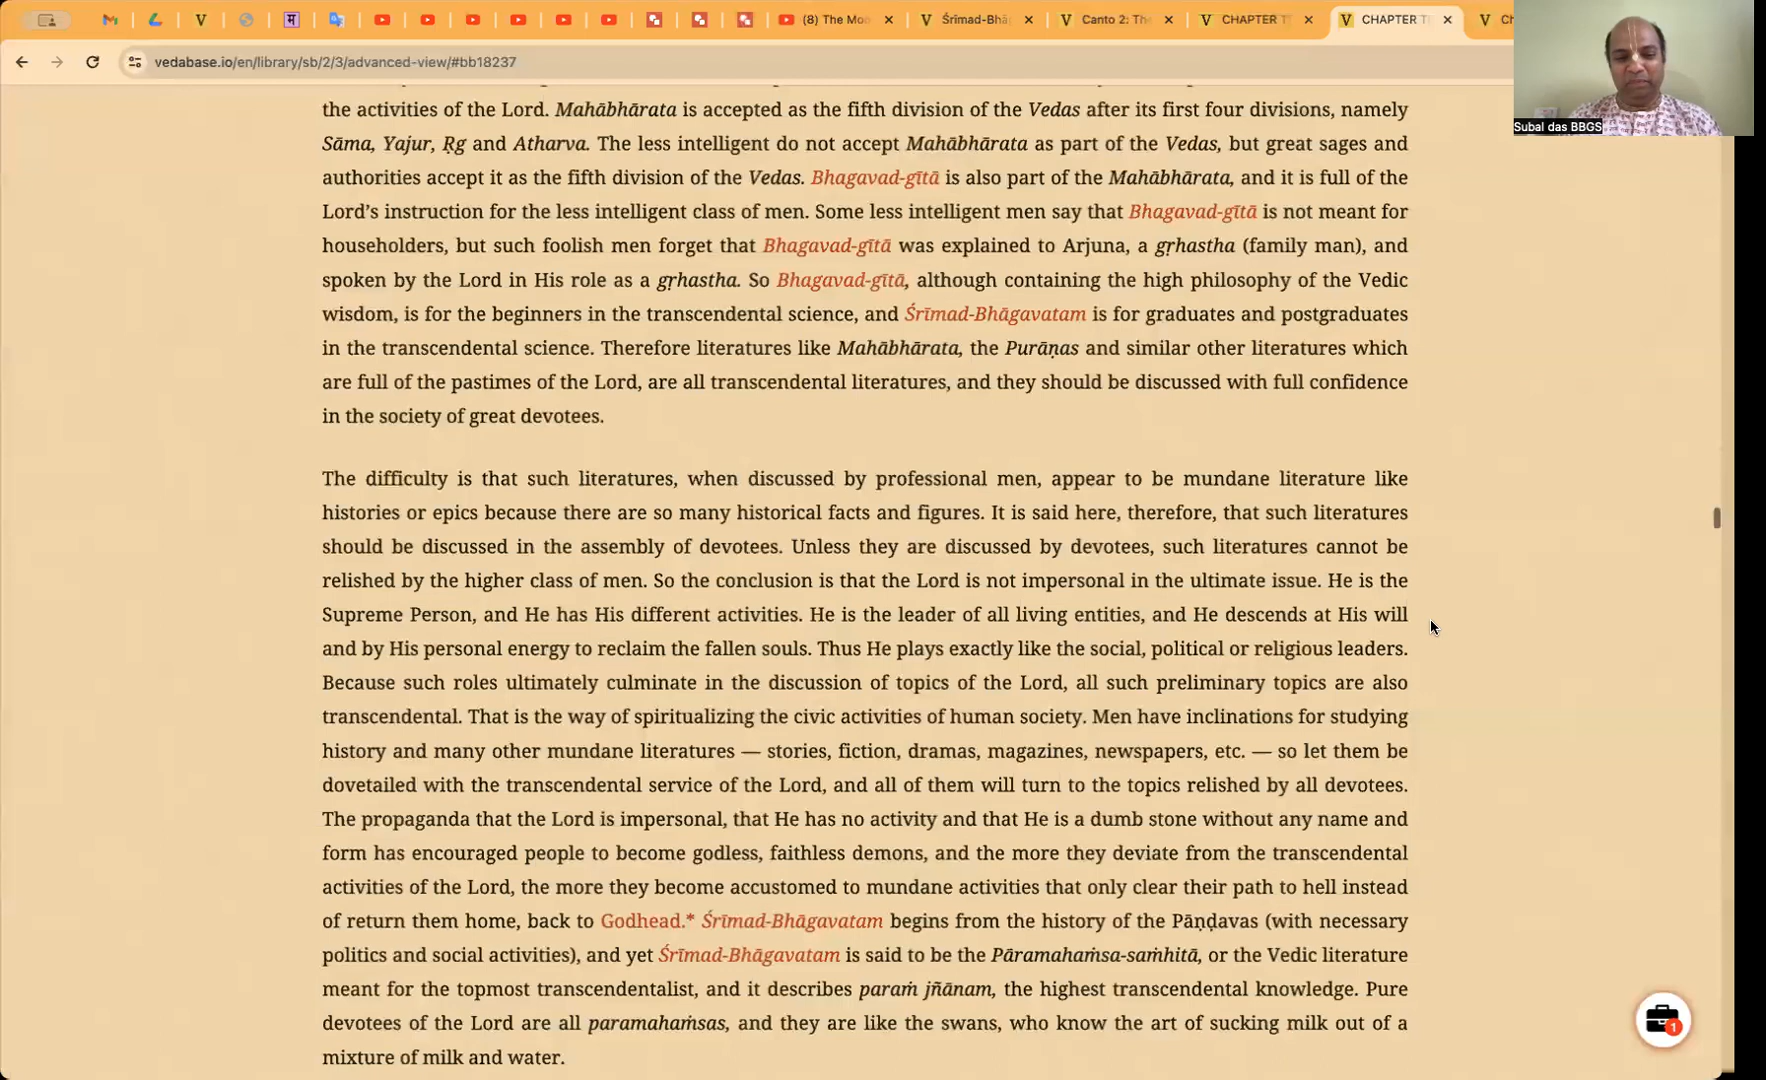 (8) The Mo
Śrīmad-Bhā
Canto 2: The
CHAPTER T
CHAPTER T
Ch
vedabase.io/en/library/sb/2/3/advanced-view/#bb18237
Subal das BBGS
the activities of the Lord. Mahābhārata is accepted as the fifth division of the Vedas after its first four divisions, namely
Sāma, Yajur, Ṛg and Atharva. The less intelligent do not accept Mahābhārata as part of the Vedas, but great sages and
authorities accept it as the fifth division of the Vedas. Bhagavad-gītā is also part of the Mahābhārata, and it is full of the
Lord’s instruction for the less intelligent class of men. Some less intelligent men say that Bhagavad-gītā is not meant for
householders, but such foolish men forget that Bhagavad-gītā was explained to Arjuna, a gṛhastha (family man), and
spoken by the Lord in His role as a gṛhastha. So Bhagavad-gītā, although containing the high philosophy of the Vedic
wisdom, is for the beginners in the transcendental science, and Śrīmad-Bhāgavatam is for graduates and postgraduates
in the transcendental science. Therefore literatures like Mahābhārata, the Purāṇas and similar other literatures which
are full of the pastimes of the Lord, are all transcendental literatures, and they should be discussed with full confidence
in the society of great devotees.
The difficulty is that such literatures, when discussed by professional men, appear to be mundane literature like
histories or epics because there are so many historical facts and figures. It is said here, therefore, that such literatures
should be discussed in the assembly of devotees. Unless they are discussed by devotees, such literatures cannot be
relished by the higher class of men. So the conclusion is that the Lord is not impersonal in the ultimate issue. He is the
Supreme Person, and He has His different activities. He is the leader of all living entities, and He descends at His will
and by His personal energy to reclaim the fallen souls. Thus He plays exactly like the social, political or religious leaders.
Because such roles ultimately culminate in the discussion of topics of the Lord, all such preliminary topics are also
transcendental. That is the way of spiritualizing the civic activities of human society. Men have inclinations for studying
history and many other mundane literatures — stories, fiction, dramas, magazines, newspapers, etc. — so let them be
dovetailed with the transcendental service of the Lord, and all of them will turn to the topics relished by all devotees.
The propaganda that the Lord is impersonal, that He has no activity and that He is a dumb stone without any name and
form has encouraged people to become godless, faithless demons, and the more they deviate from the transcendental
activities of the Lord, the more they become accustomed to mundane activities that only clear their path to hell instead
of return them home, back to Godhead.* Śrīmad-Bhāgavatam begins from the history of the Pāṇḍavas (with necessary
politics and social activities), and yet Śrīmad-Bhāgavatam is said to be the Pāramahaṁsa-saṁhitā, or the Vedic literature
meant for the topmost transcendentalist, and it describes paraṁ jñānam, the highest transcendental knowledge. Pure
devotees of the Lord are all paramahaṁsas, and they are like the swans, who know the art of sucking milk out of a
mixture of milk and water.
1